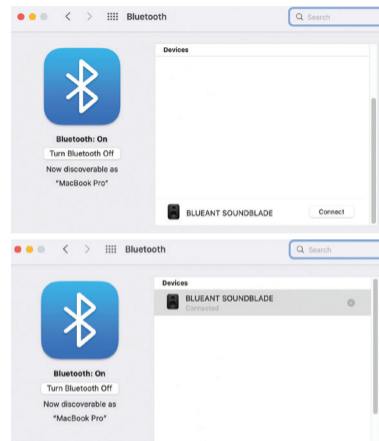 Bluetooth
Search
Devices
Bluetooth: On
Turn Bluetooth Off
Now discoverable as
"MacBook Pro"
BLUEANT SOUNDBLADE
Connect
Bluetooth
Search
Devices
BLUEANT SOUNDBLADE
Connected
Bluetooth: On
Turn Bluetooth Off
Now discoverable as
"MacBook Pro"